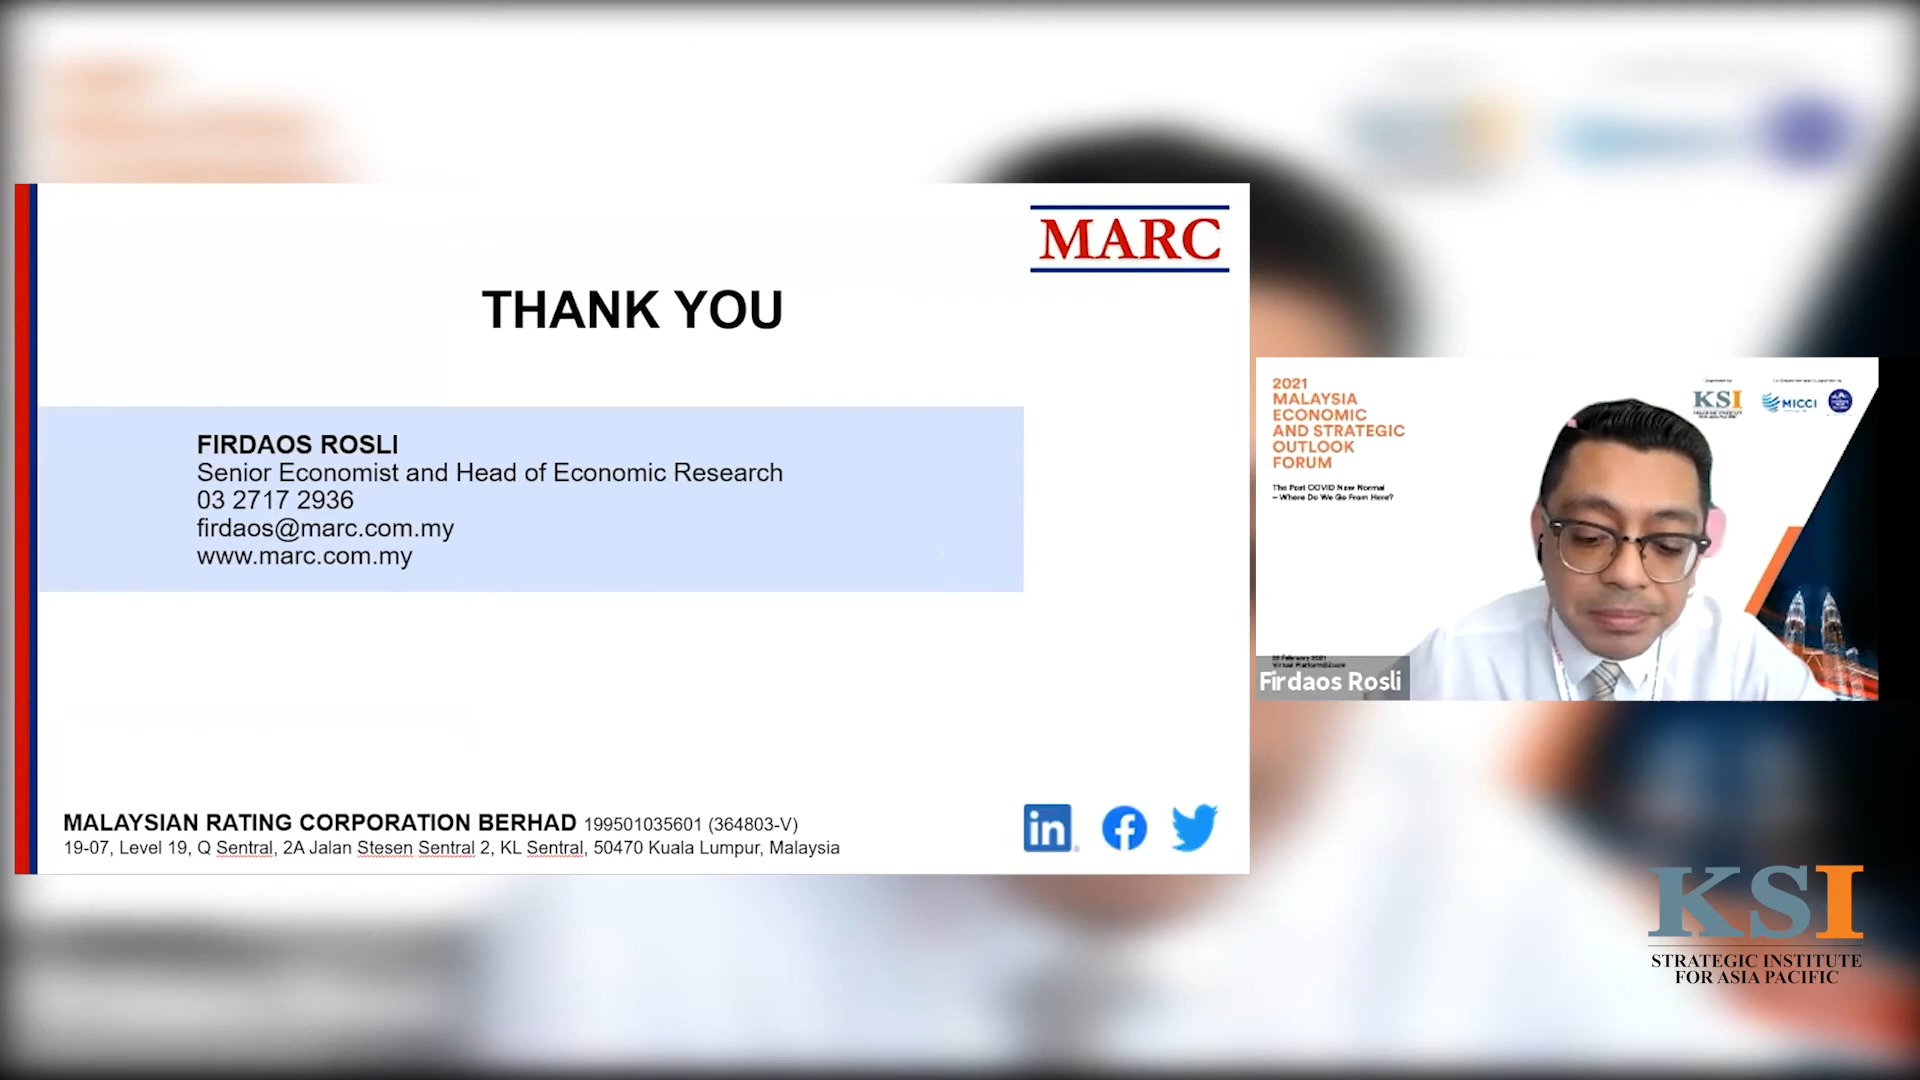 MARC
THANK YOU
FIRDAOS ROSLI
Senior Economist and Head of Economic Research
03 2717 2936
firdaos@marc.com.my
www.marc.com.my
MALAYSIAN RATING CORPORATION BERHAD 199501035601 (364803-V)
19-07, Level 19, Q Sentral, 2A Jalan Stesen Sentral 2, KL Sentral, 50470 Kuala Lumpur, Malaysia
in
2021
MALAYSIA
ECONOMIC
AND STRATEGIC
OUTLOOK
FORUM
The Post COVID New Normal
– Where Do We Go From Here?
KSI
MICCI
Firdaos Rosli
KSI
STRATEGIC INSTITUTE
FOR ASIA PACIFIC